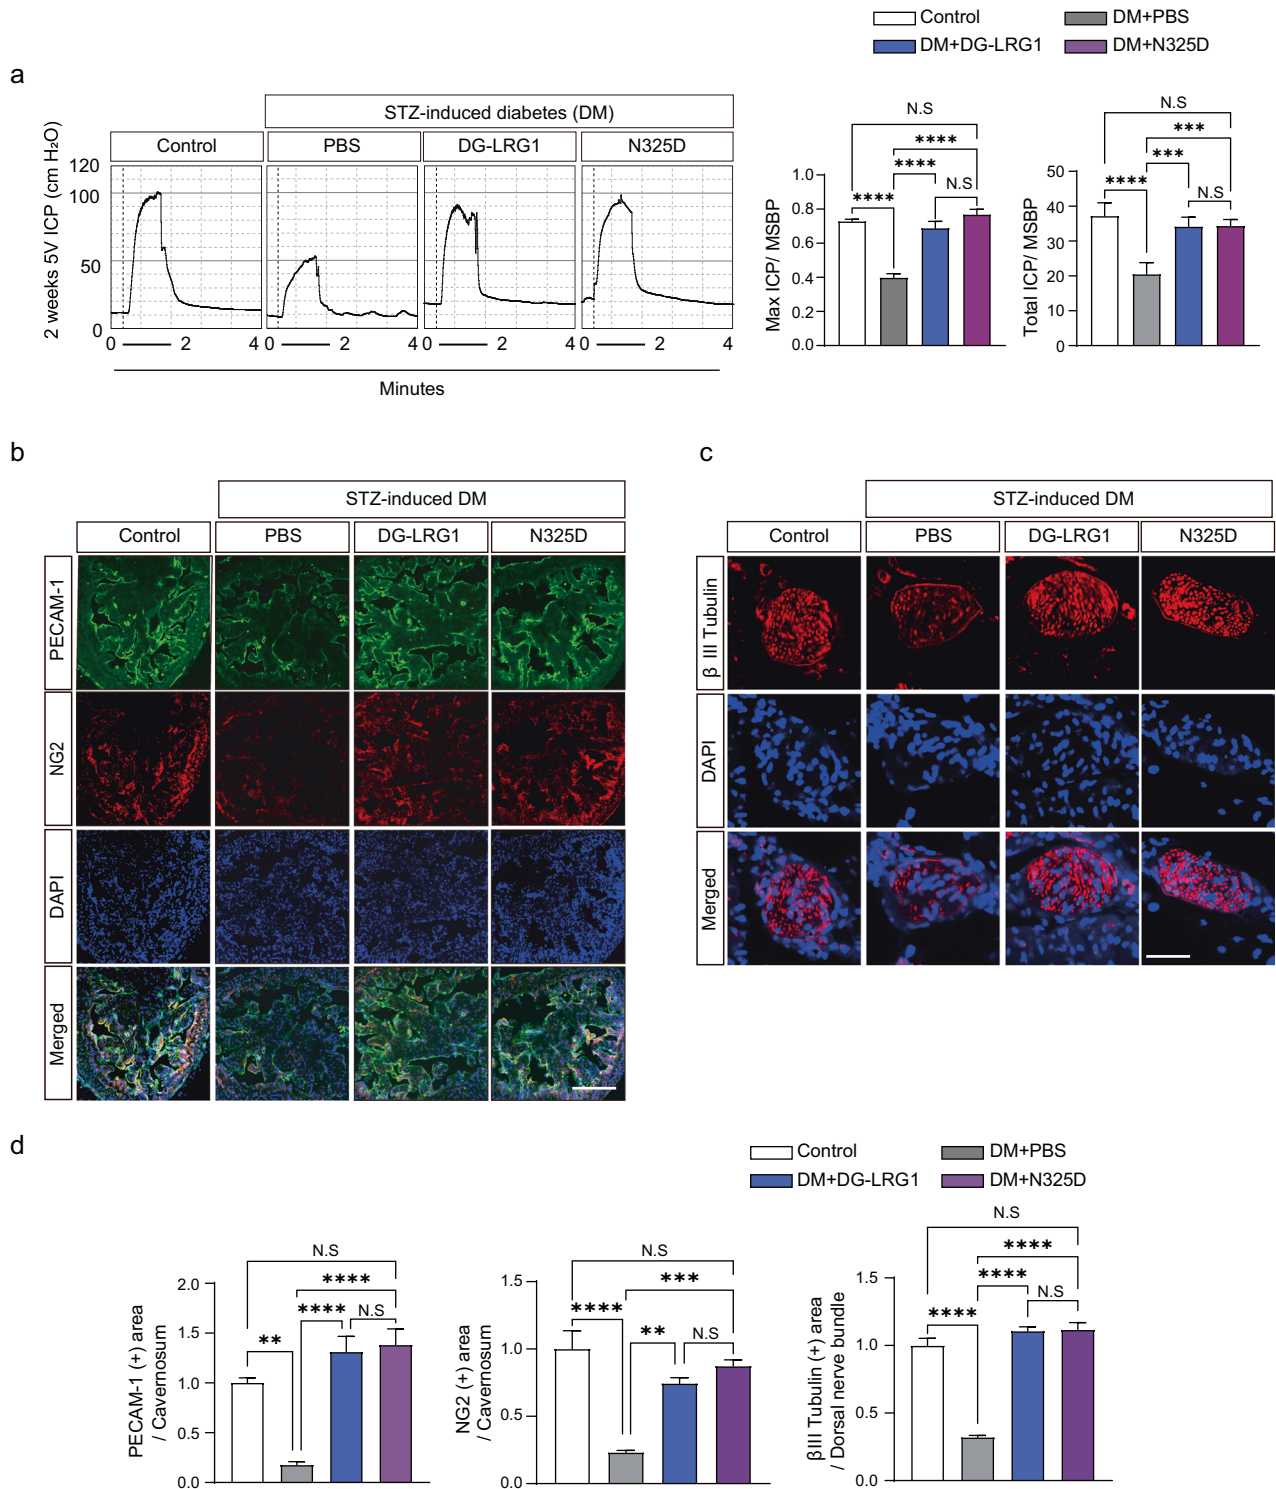 Control
DM+PBS
DM+DG-LRG1
DM+N325D
a
STZ-induced diabetes (DM)
Control
PBS
DG-LRG1
N325D
2 weeks 5V ICP (cm H₂O)
120
100
50
0
0 2 4
0 2 4
0 2 4
0 2 4
Minutes
N.S
****
****
N.S
****
Max ICP/ MSBP
1.0
0.8
0.6
0.4
0.2
0.0
N.S
***
***
****
N.S
Total ICP/ MSBP
50
40
30
20
10
0
b
STZ-induced DM
Control
PBS
DG-LRG1
N325D
PECAM-1
NG2
DAPI
Merged
c
STZ-induced DM
Control
PBS
DG-LRG1
N325D
β III Tubulin
DAPI
Merged
d
Control
DM+PBS
DM+DG-LRG1
DM+N325D
N.S
****
****
N.S
**
PECAM-1 (+) area
/ Cavernosum
2.0
1.5
1.0
0.5
0.0
N.S
***
****
**
N.S
NG2 (+) area
/ Cavernosum
1.5
1.0
0.5
0.0
N.S
****
****
N.S
****
βIII Tubulin (+) area
/ Dorsal nerve bundle
1.5
1.0
0.5
0.0